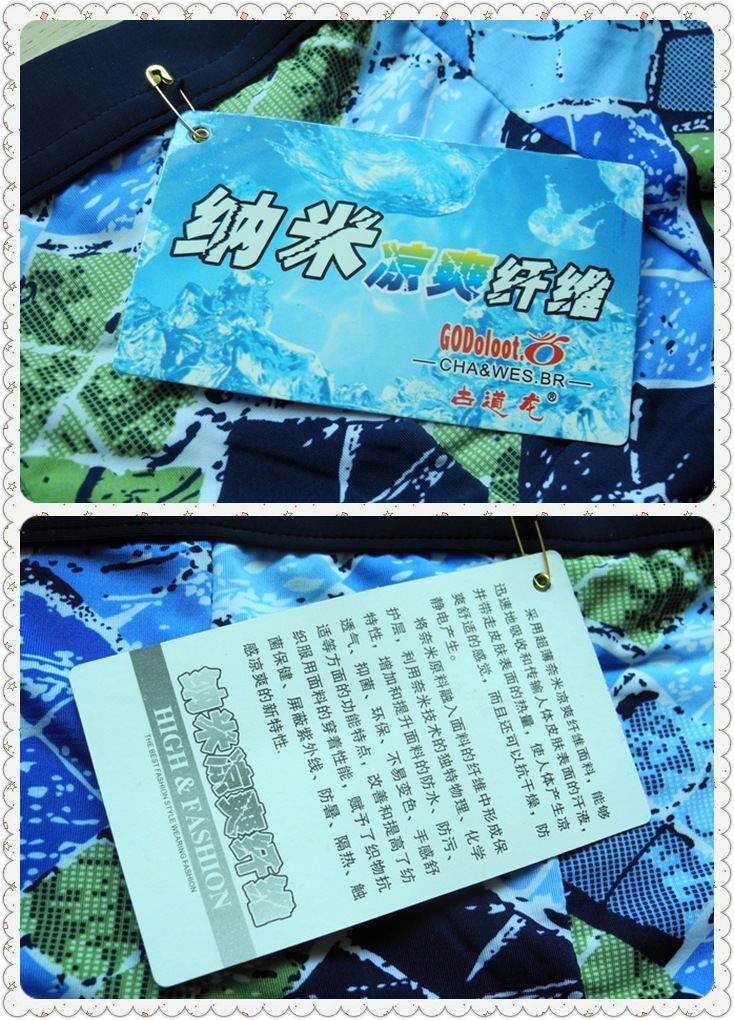 纳米凉爽纤维
GODoloot.
CHA&WES.BR
古道龙®
纳米凉爽纤维
HIGH & FASHION
THE BEST FASHION STYLE WEARING FASHION
采用超薄奈米凉爽纤维面料，能够
迅速地吸收和传输人体皮肤表面的汗液，
并带走皮肤表面的热量，使人体产生凉
爽舒适的感觉，而且还可以抗干燥，防
静电产生。
将奈米原料融入面料的纤维中形成保
护层，利用奈米技术的独特物理、化学
特性，增加和提升面料的防水、防污、
透气、抑菌、环保、不易变色、手感舒
适等方面的功能特点，改善和提高了纺
织服用面料的穿着性能，赋予了织物抗
菌保健、屏蔽紫外线、防暑、隔热、触
感凉爽的新特性.